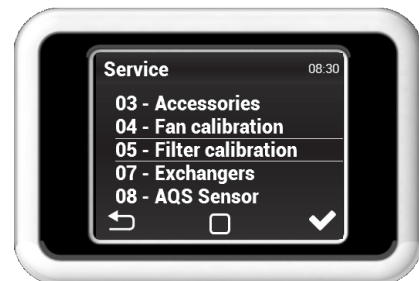 Service 08:30
03 - Accessories
04 - Fan calibration
05 - Filter calibration
07 - Exchangers
08 - AQS Sensor